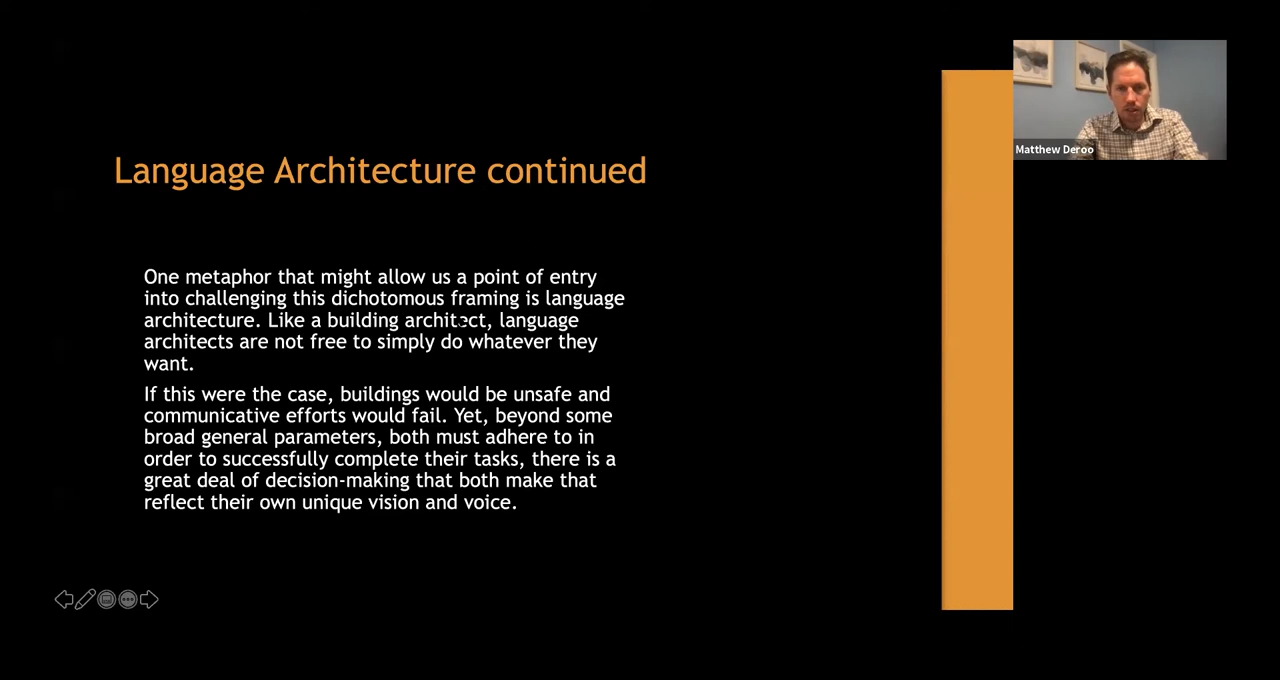 Language Architecture continued
One metaphor that might allow us a point of entry
into challenging this dichotomous framing is language
architecture. Like a building architect, language
architects are not free to simply do whatever they
want.
If this were the case, buildings would be unsafe and
communicative efforts would fail. Yet, beyond some
broad general parameters, both must adhere to in
order to successfully complete their tasks, there is a
great deal of decision-making that both make that
reflect their own unique vision and voice.
Matthew Deroo